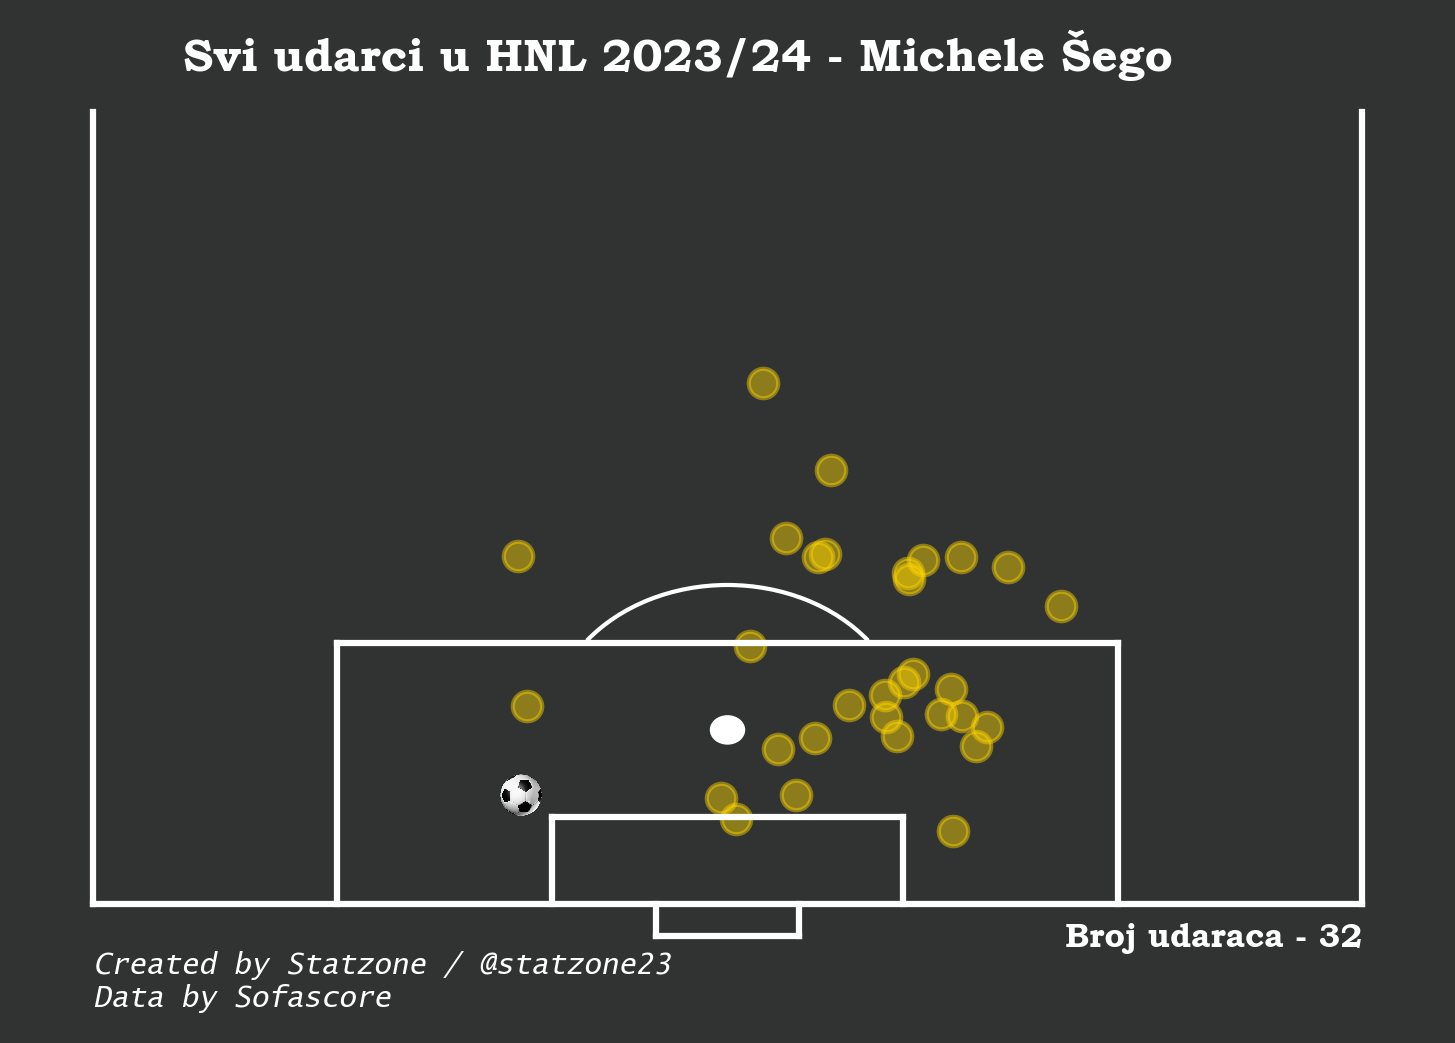 Svi udarci u HNL 2023/24 - Michele Šego
Broj udaraca - 32
Created by Statzone / @statzone23
Data by Sofascore